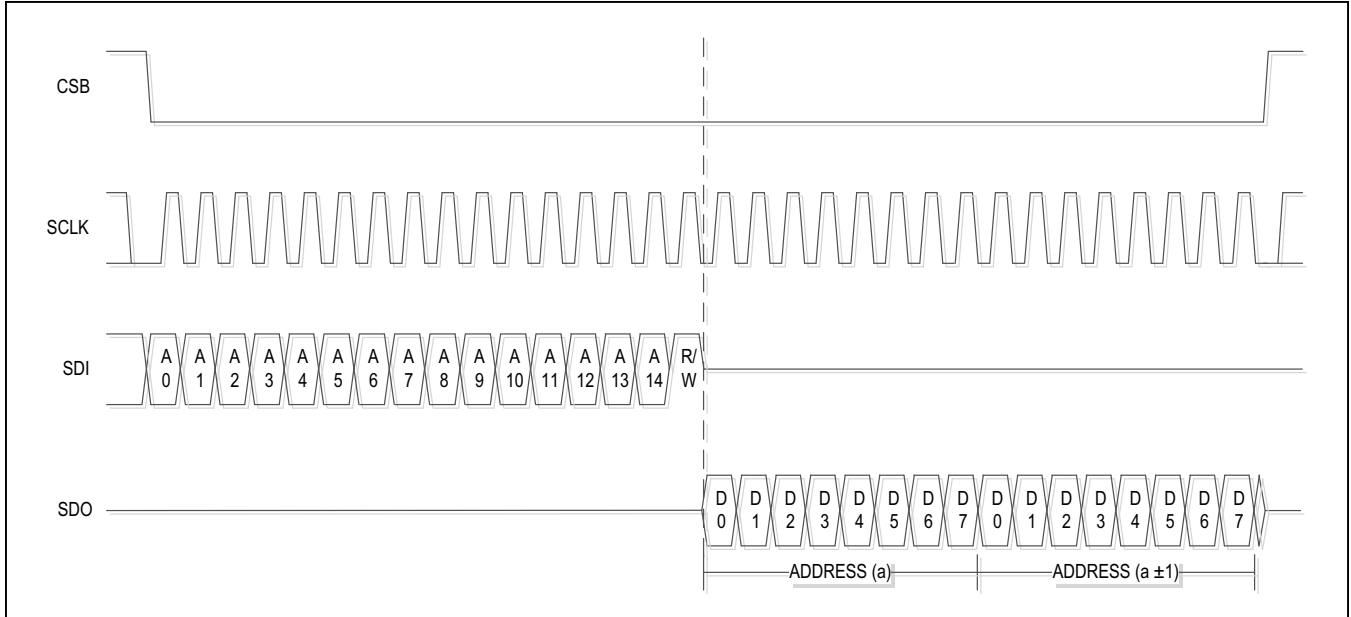 CSB
SCLK
SDI
A A A A A A A A A A A A A A A R/
0 1 2 3 4 5 6 7 8 9 10 11 12 13 14 W
SDO
D D D D D D D D D D D D D D D D
0 1 2 3 4 5 6 7 0 1 2 3 4 5 6 7
ADDRESS (a) ADDRESS (a ±1)